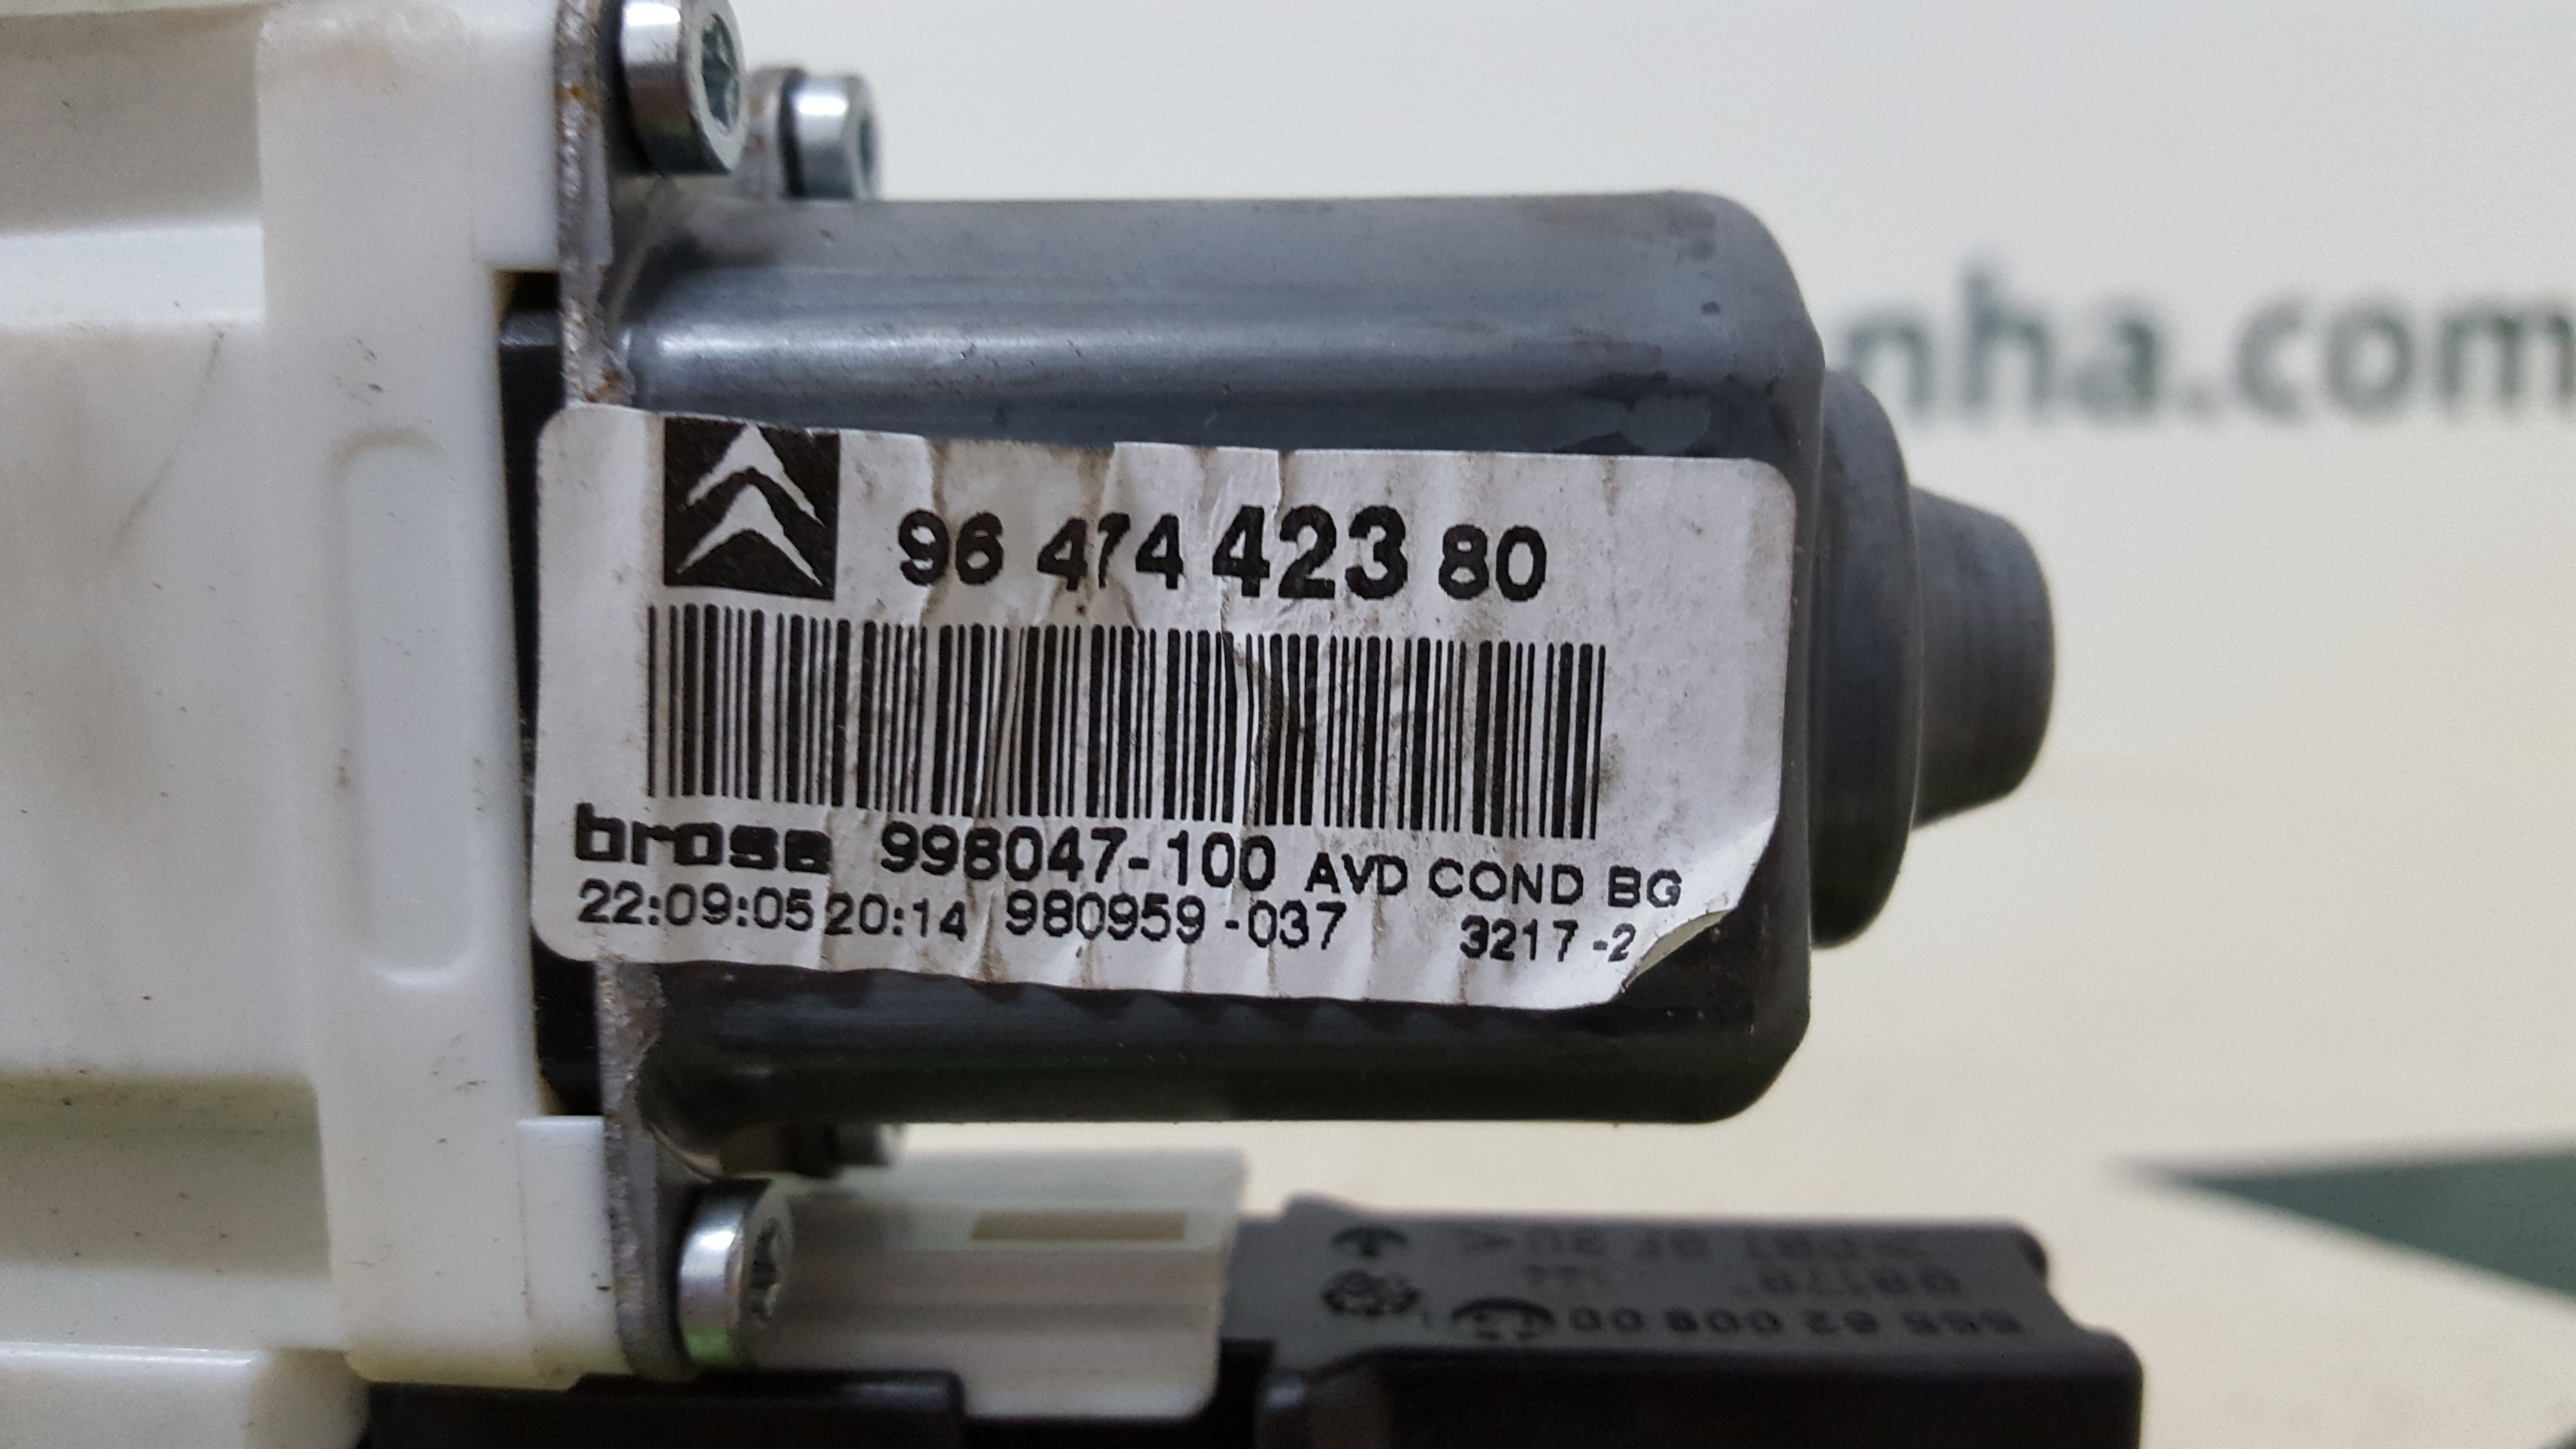 nha.com
96 474 423 80
brose 998047-100 AVD COND BG
22:09:05 20:14 980959-037 3217-2